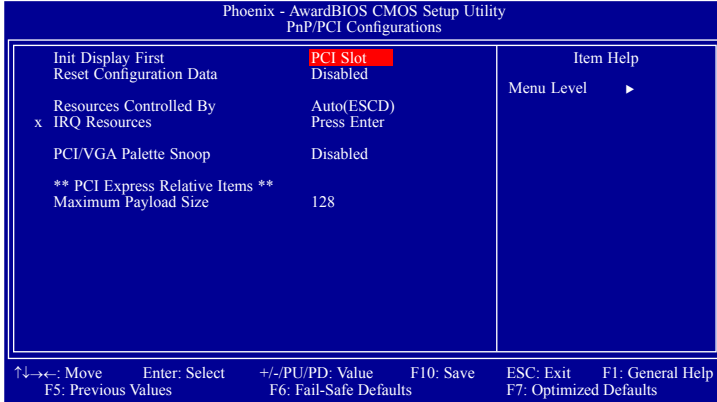 Phoenix - AwardBIOS CMOS Setup Utility
PnP/PCI Configurations
Init Display First PCI Slot
Reset Configuration Data Disabled
Resources Controlled By Auto(ESCD)
x IRQ Resources Press Enter
PCI/VGA Palette Snoop Disabled
** PCI Express Relative Items **
Maximum Payload Size 128
Item Help
Menu Level ►
↑↓→←: Move Enter: Select +/-/PU/PD: Value F10: Save ESC: Exit F1: General Help
F5: Previous Values F6: Fail-Safe Defaults F7: Optimized Defaults